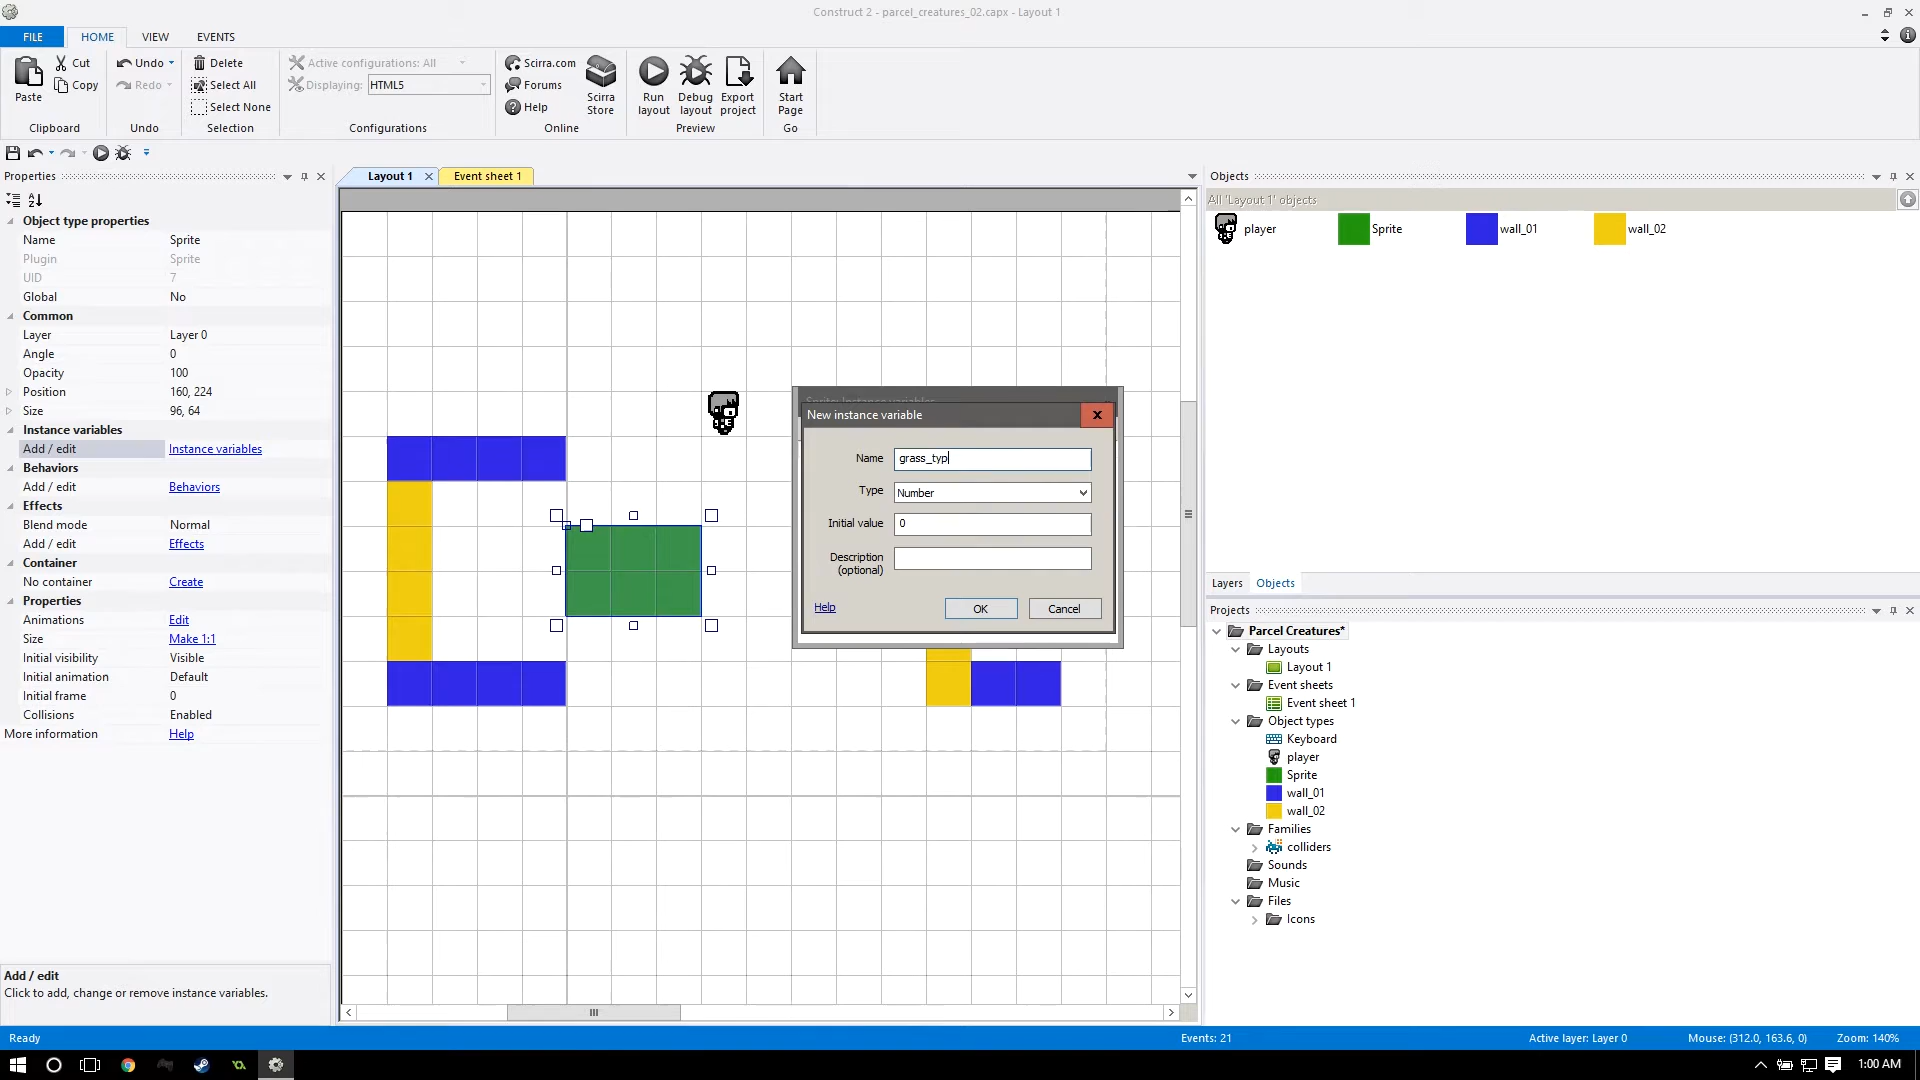 Construct 2 - parcel_creatures_02.capx - Layout 1
FILE HOME VIEW EVENTS
Paste
Cut
Copy
Clipboard
Undo
Redo
Undo
Delete
Select All
Select None
Selection
Active configurations: All
Displaying: HTML5
Configurations
Scirra.com
Forums
Help
Scirra Store
Online
Run layout
Debug layout
Export project
Preview
Start Page
Go
Properties
Object type properties
Name Sprite
Plugin Sprite
UID 7
Global No
Common
Layer Layer 0
Angle 0
Opacity 100
Position 160, 224
Size 96, 64
Instance variables
Add / edit Instance variables
Behaviors
Add / edit Behaviors
Effects
Blend mode Normal
Add / edit Effects
Container
No container Create
Properties
Animations Edit
Size Make 1:1
Initial visibility Visible
Initial animation Default
Initial frame 0
Collisions Enabled
More information Help
Add / edit
Click to add, change or remove instance variables.
Layout 1 Event sheet 1
Sprite: Instance variables
New instance variable
Name grass_typ
Type Number
Initial value 0
Description (optional)
Help OK Cancel
Objects
All 'Layout 1' objects
player Sprite wall_01 wall_02
Layers Objects
Projects
Parcel Creatures*
Layouts
Layout 1
Event sheets
Event sheet 1
Object types
Keyboard
player
Sprite
wall_01
wall_02
Families
colliders
Sounds
Music
Files
Icons
Ready Events: 21 Active layer: Layer 0 Mouse: (312.0, 163.6, 0) Zoom: 140%
1:00 AM